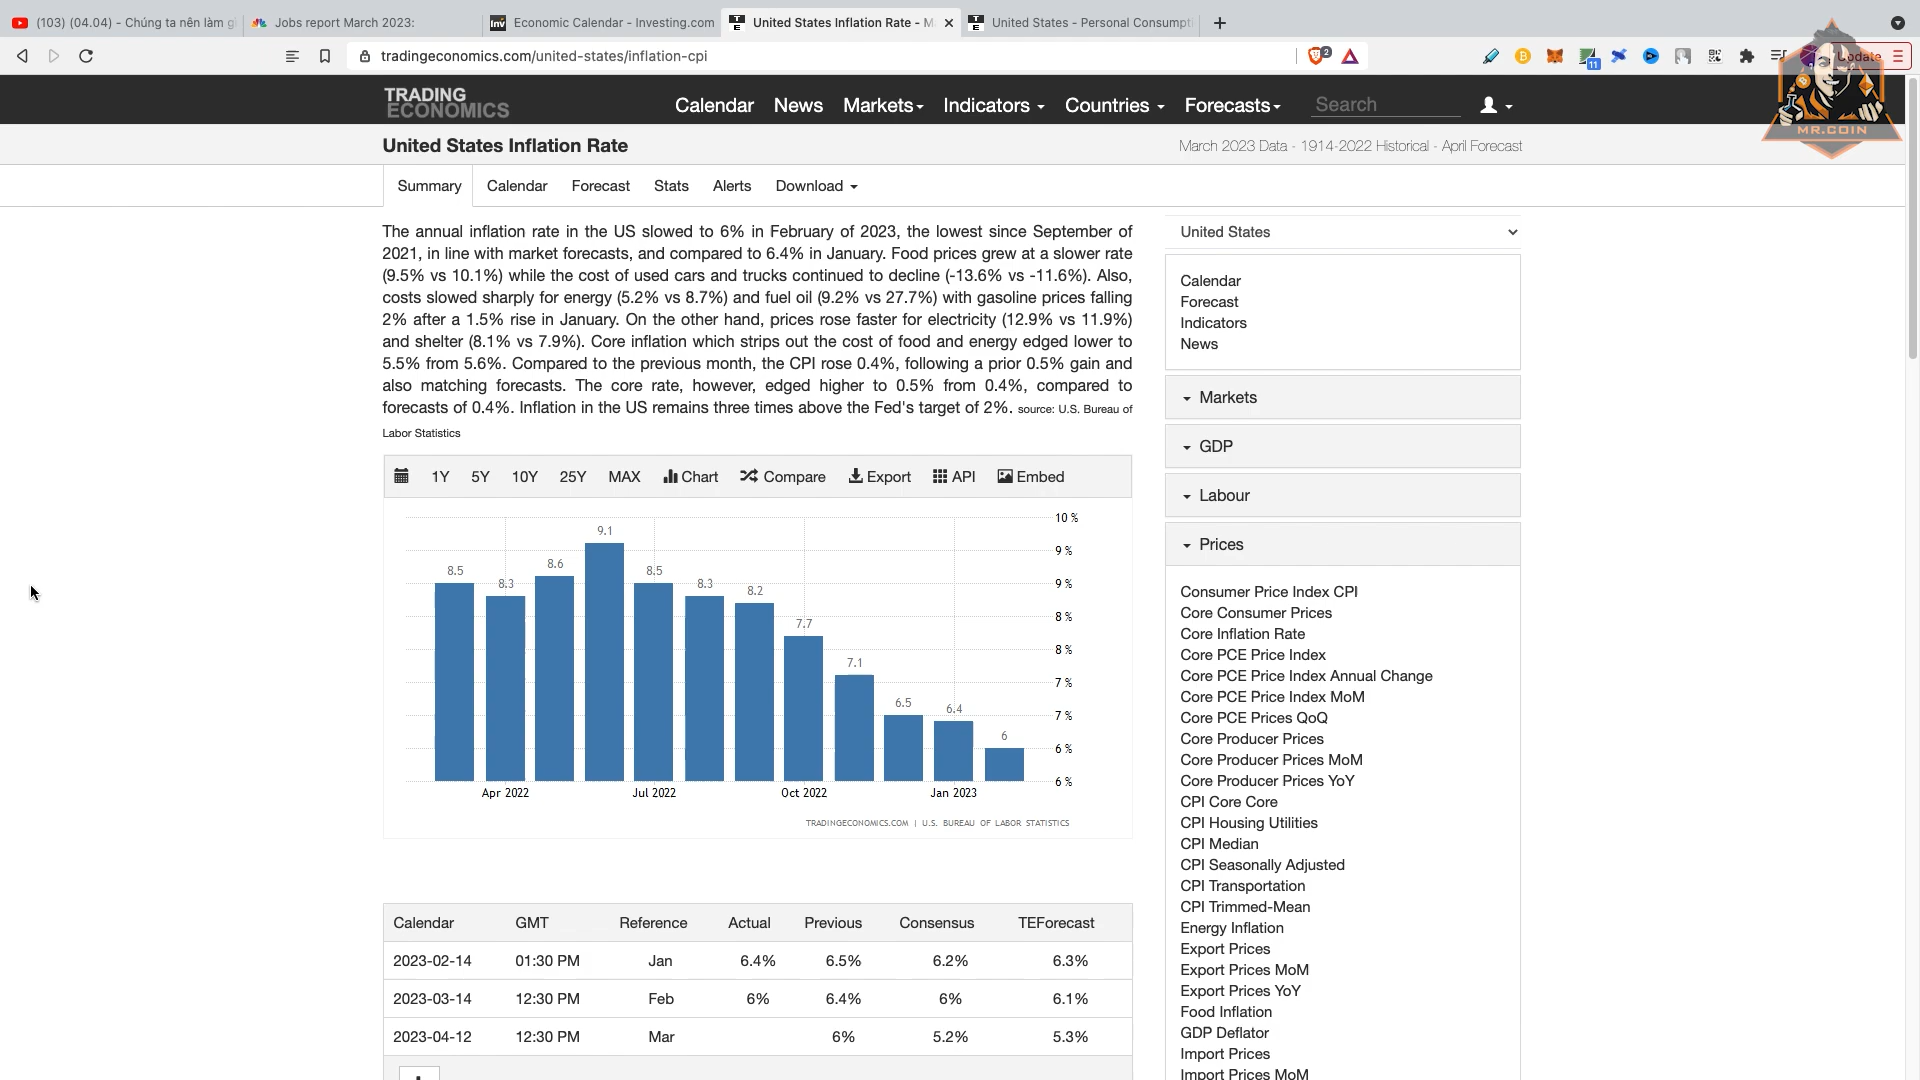 (103) (04.04) - Chúng ta nên làm gì
Jobs report March 2023:
Economic Calendar - Investing.com
United States Inflation Rate - M
United States - Personal Consumpt
tradingeconomics.com/united-states/inflation-cpi
2
11
Update
TRADING
ECONOMICS
Calendar News Markets Indicators Countries Forecasts Search
MR.COIN
United States Inflation Rate
March 2023 Data - 1914-2022 Historical - April Forecast
Summary Calendar Forecast Stats Alerts Download
The annual inflation rate in the US slowed to 6% in February of 2023, the lowest since September of
2021, in line with market forecasts, and compared to 6.4% in January. Food prices grew at a slower rate
(9.5% vs 10.1%) while the cost of used cars and trucks continued to decline (-13.6% vs -11.6%). Also,
costs slowed sharply for energy (5.2% vs 8.7%) and fuel oil (9.2% vs 27.7%) with gasoline prices falling
2% after a 1.5% rise in January. On the other hand, prices rose faster for electricity (12.9% vs 11.9%)
and shelter (8.1% vs 7.9%). Core inflation which strips out the cost of food and energy edged lower to
5.5% from 5.6%. Compared to the previous month, the CPI rose 0.4%, following a prior 0.5% gain and
also matching forecasts. The core rate, however, edged higher to 0.5% from 0.4%, compared to
forecasts of 0.4%. Inflation in the US remains three times above the Fed's target of 2%. source: U.S. Bureau of
Labor Statistics
1Y 5Y 10Y 25Y MAX Chart Compare Export API Embed
10 %
9 %
9 %
8 %
8 %
7 %
7 %
6 %
6 %
8.5 8.3 8.6 9.1 8.5 8.3 8.2 7.7 7.1 6.5 6.4 6
Apr 2022 Jul 2022 Oct 2022 Jan 2023
TRADINGECONOMICS.COM | U.S. BUREAU OF LABOR STATISTICS
Calendar GMT Reference Actual Previous Consensus TEForecast
2023-02-14 01:30 PM Jan 6.4% 6.5% 6.2% 6.3%
2023-03-14 12:30 PM Feb 6% 6.4% 6% 6.1%
2023-04-12 12:30 PM Mar 6% 5.2% 5.3%
United States
Calendar
Forecast
Indicators
News
Markets
GDP
Labour
Prices
Consumer Price Index CPI
Core Consumer Prices
Core Inflation Rate
Core PCE Price Index
Core PCE Price Index Annual Change
Core PCE Price Index MoM
Core PCE Prices QoQ
Core Producer Prices
Core Producer Prices MoM
Core Producer Prices YoY
CPI Core Core
CPI Housing Utilities
CPI Median
CPI Seasonally Adjusted
CPI Transportation
CPI Trimmed-Mean
Energy Inflation
Export Prices
Export Prices MoM
Export Prices YoY
Food Inflation
GDP Deflator
Import Prices
Import Prices MoM